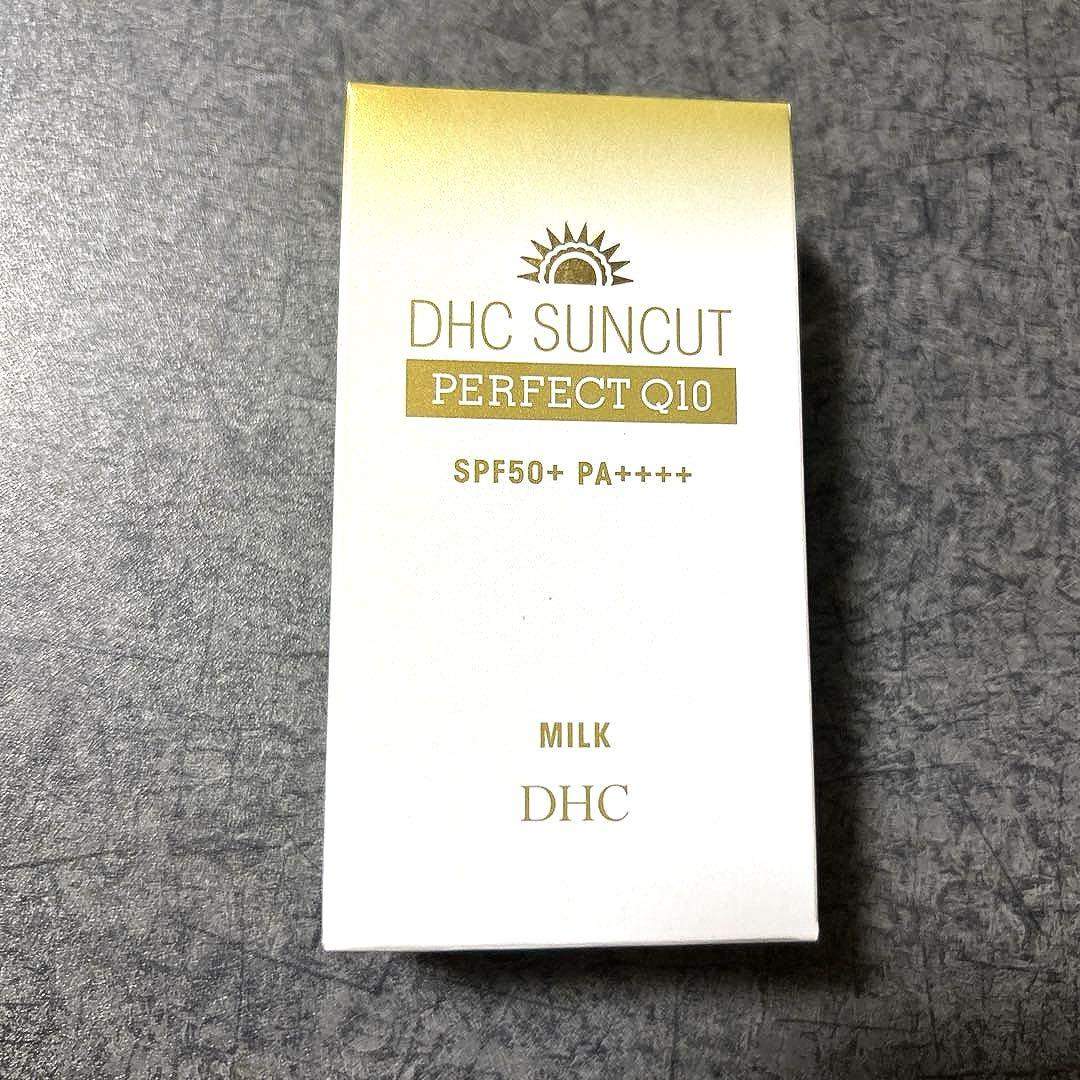 DHC SUNCUT
PERFECT Q10
SPF50+ PA++++
MILK
DHC